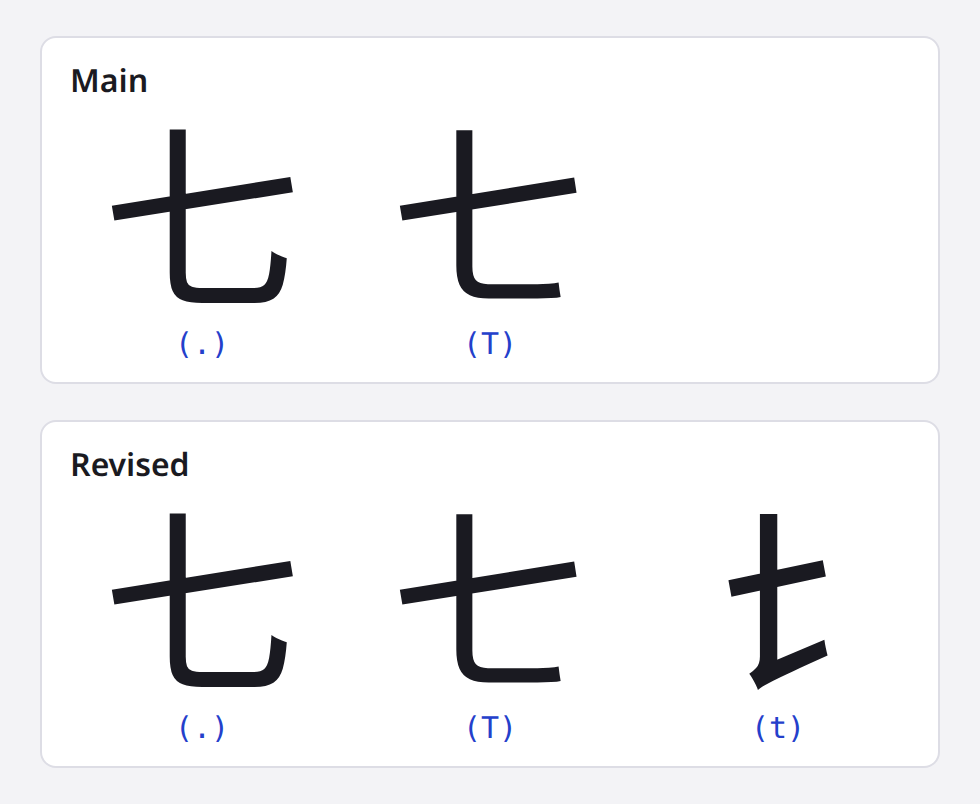 Main
七 七
(.) (T)
Revised
七 七
(.) (T) (t)